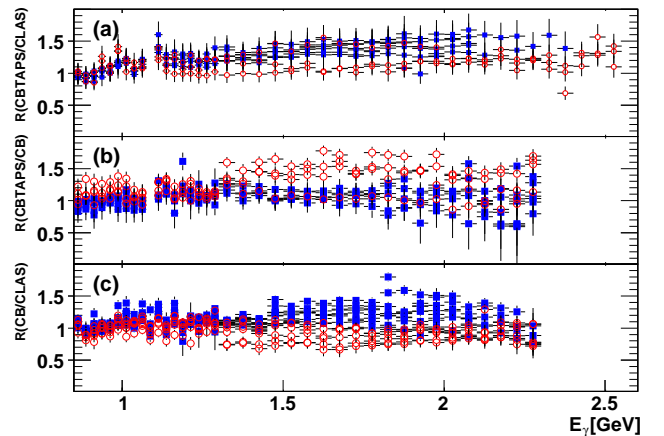 (a)
R(CBTAPS/CLAS)
1.5
1
0.5
(b)
R(CBTAPS/CB)
1.5
1
0.5
(c)
R(CB/CLAS)
1.5
1
0.5
1 1.5 2 2.5
Eγ[GeV]